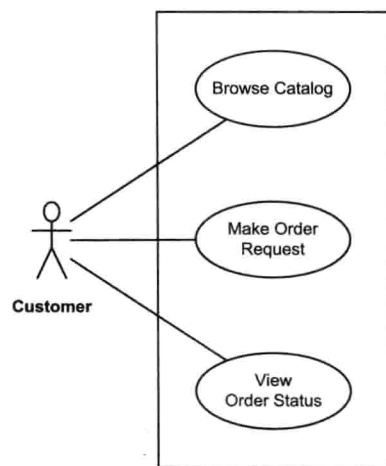 Browse Catalog
Make Order
Request
Customer
View
Order Status